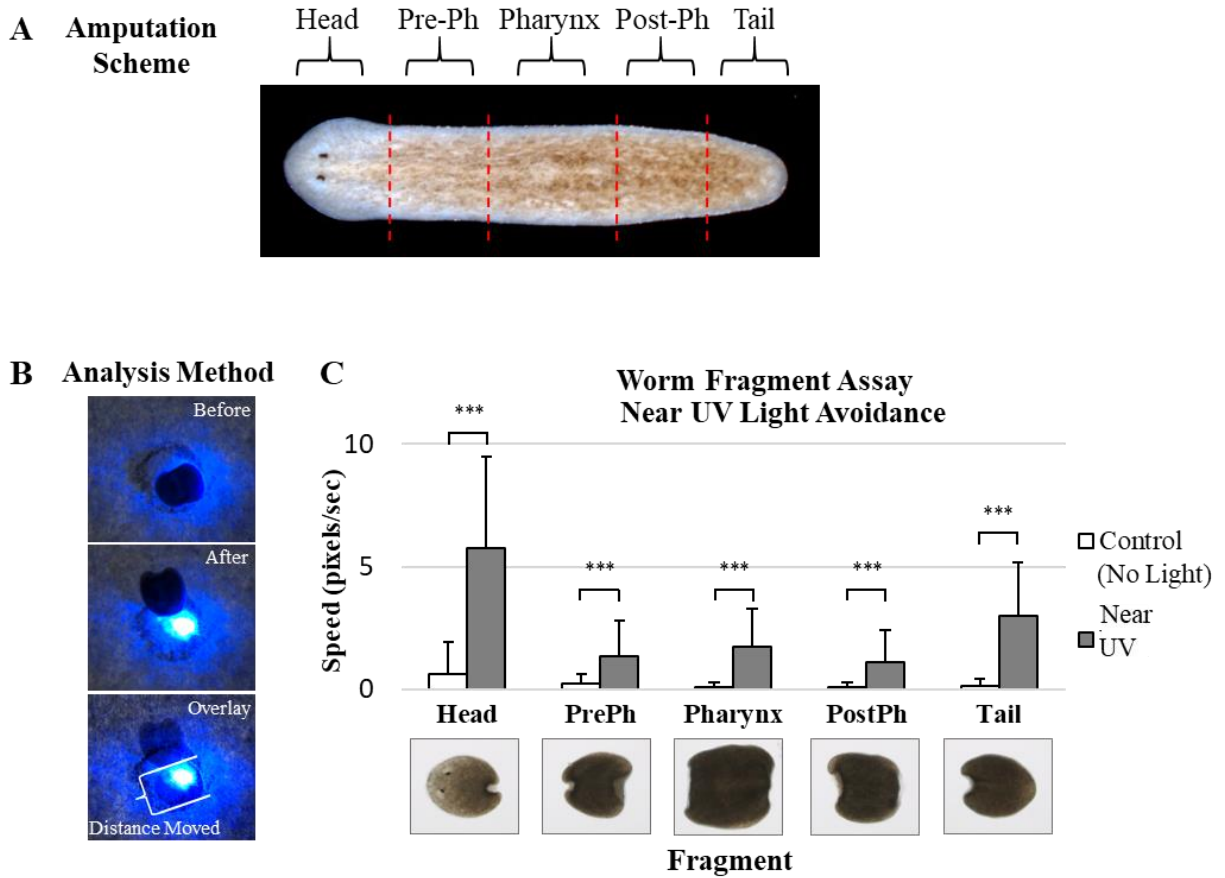 A Amputation Scheme
Head Pre-Ph Pharynx Post-Ph Tail
B Analysis Method
Before
After
Overlay
Distance Moved
C Worm Fragment Assay
Near UV Light Avoidance
***
***
***
***
***
10
5
0
Speed (pixels/sec)
Control
(No Light)
Near
UV
Head PrePh Pharynx PostPh Tail
Fragment